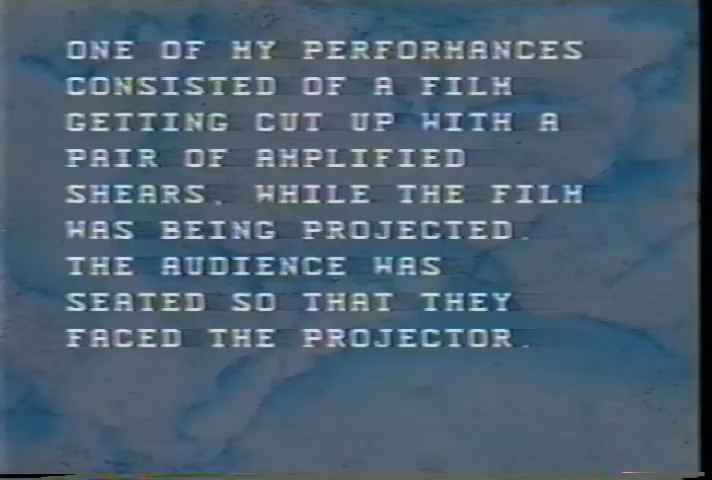 ONE OF MY PERFORMANCES
CONSISTED OF A FILM
GETTING CUT UP WITH A
PAIR OF AMPLIFIED
SHEARS, WHILE THE FILM
WAS BEING PROJECTED.
THE AUDIENCE WAS
SEATED SO THAT THEY
FACED THE PROJECTOR.